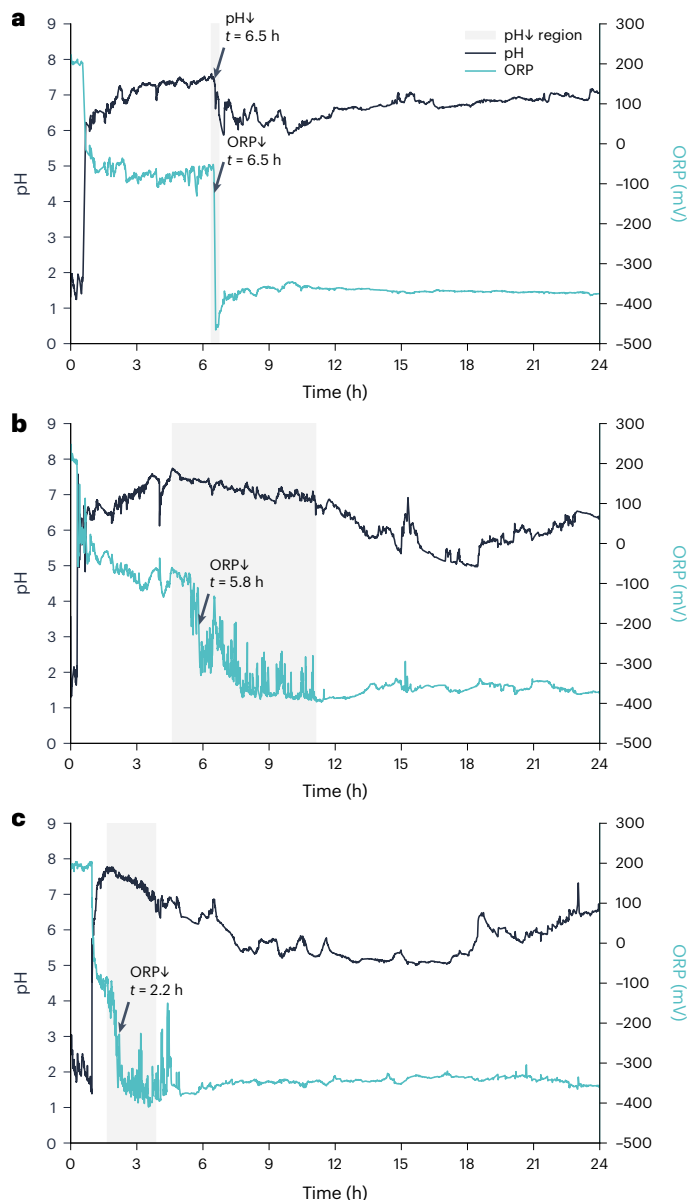 a
pH↓
t = 6.5 h
pH↓ region
pH
ORP
9
8
7
6
5
4
3
2
1
0
300
200
100
0
−100
−200
−300
−400
−500
ORP↓
t = 6.5 h
pH
ORP (mV)
0 3 6 9 12 15 18 21 24
Time (h)
b
9
8
7
6
5
4
3
2
1
0
300
200
100
0
−100
−200
−300
−400
−500
ORP↓
t = 5.8 h
pH
ORP (mV)
0 3 6 9 12 15 18 21 24
Time (h)
c
9
8
7
6
5
4
3
2
1
0
300
200
100
0
−100
−200
−300
−400
−500
ORP↓
t = 2.2 h
pH
ORP (mV)
0 3 6 9 12 15 18 21 24
Time (h)